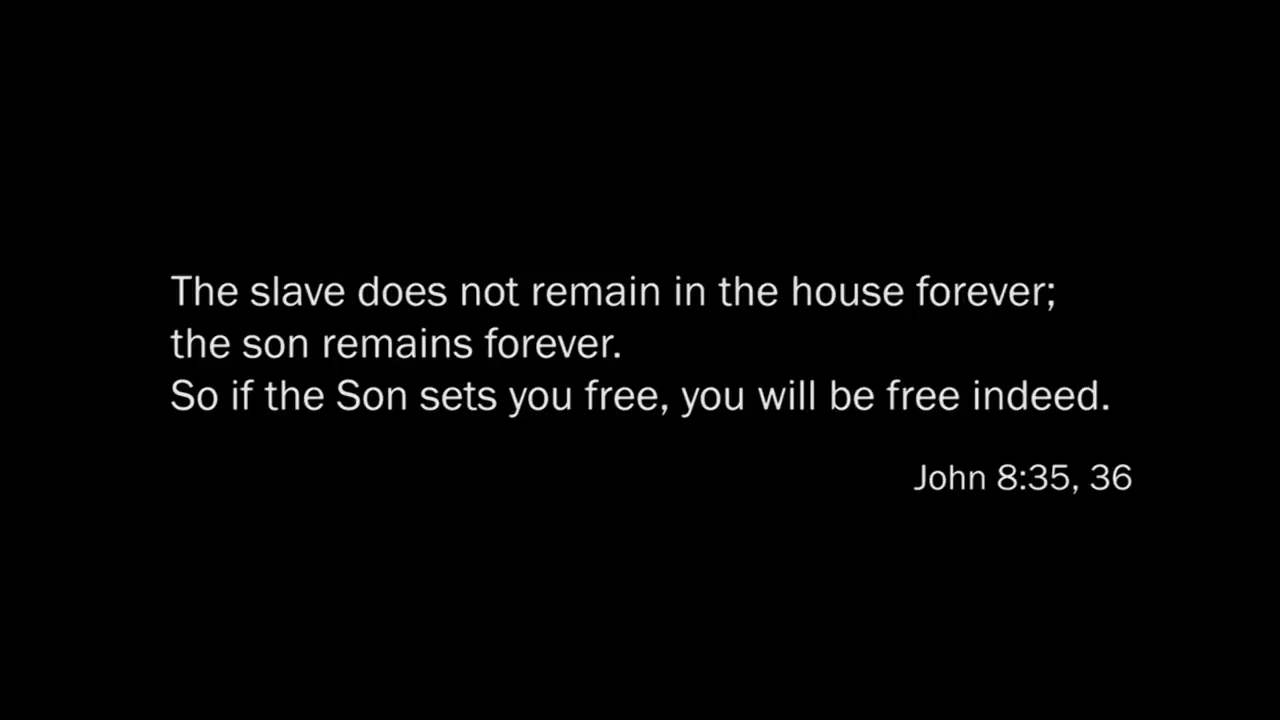 The slave does not remain in the house forever;
the son remains forever.
So if the Son sets you free, you will be free indeed.
John 8:35, 36